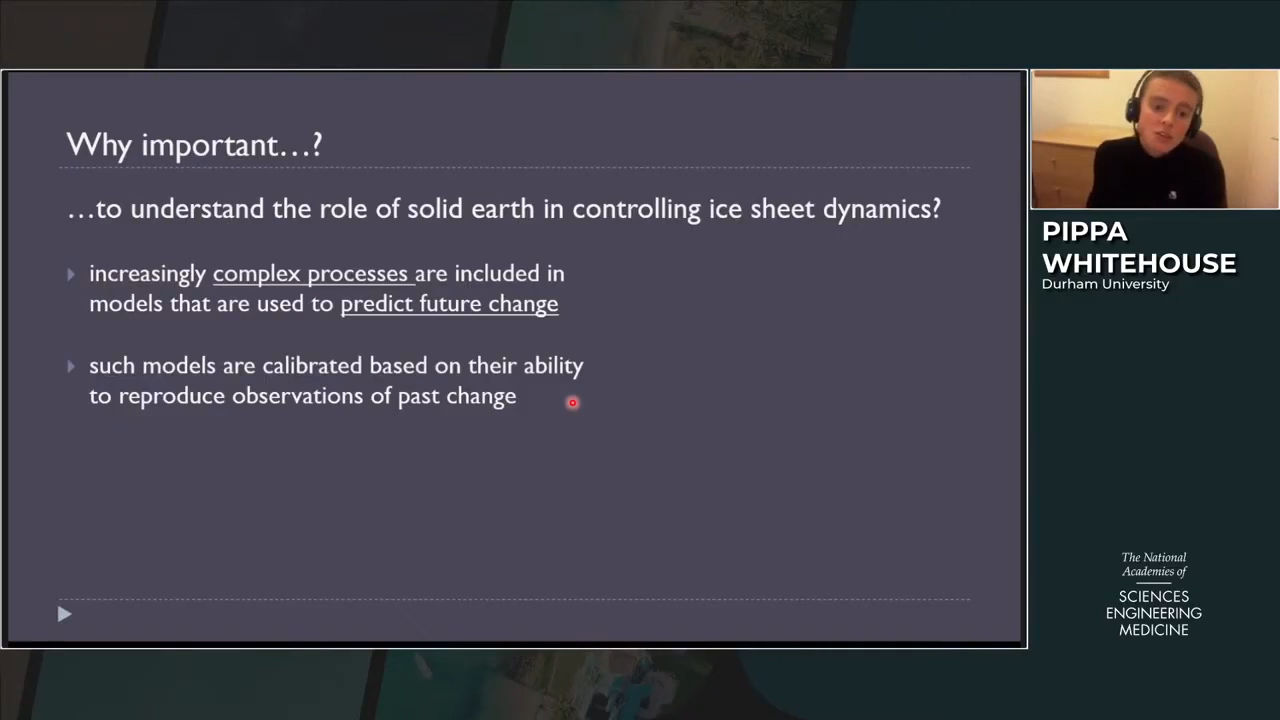 Why important…?
…to understand the role of solid earth in controlling ice sheet dynamics?
increasingly complex processes are included in
models that are used to predict future change
such models are calibrated based on their ability
to reproduce observations of past change
PIPPA
WHITEHOUSE
Durham University
The National
Academies of
SCIENCES
ENGINEERING
MEDICINE